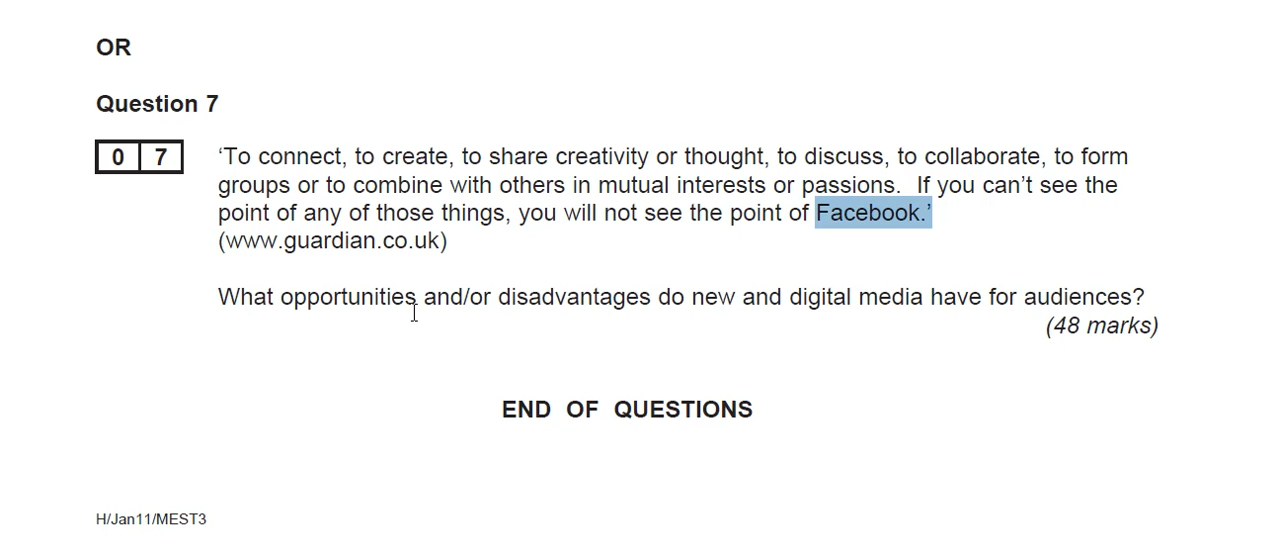 OR
Question 7
0 7
‘To connect, to create, to share creativity or thought, to discuss, to collaborate, to form
groups or to combine with others in mutual interests or passions.  If you can’t see the
point of any of those things, you will not see the point of Facebook.’
(www.guardian.co.uk)
What opportunities and/or disadvantages do new and digital media have for audiences?
(48 marks)
END OF QUESTIONS
H/Jan11/MEST3